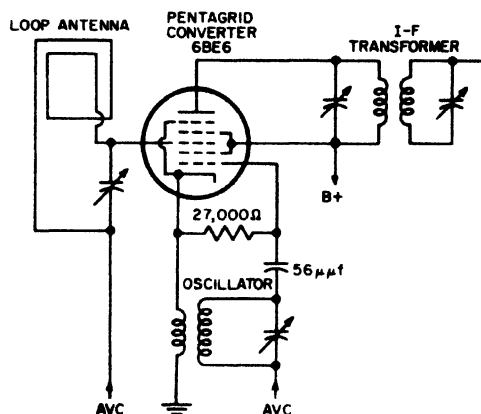 LOOP ANTENNA
PENTAGRID
CONVERTER
6BE6
I-F
TRANSFORMER
B+
27,000Ω
56μμf
OSCILLATOR
AVC
AVC